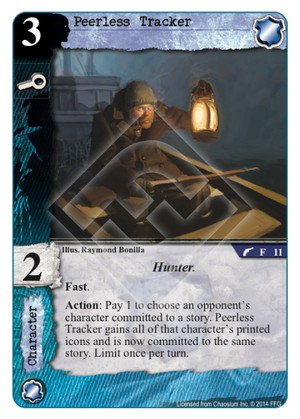 3
Peerless Tracker
Illus. Raymond Bonilla
F 11
2
Hunter.
Fast.
Action: Pay 1 to choose an opponent's
character committed to a story. Peerless
Tracker gains all of that character's printed
icons and is now committed to the same
story. Limit once per turn.
Character
Licensed from Chaosium Inc. © 2014 FFG